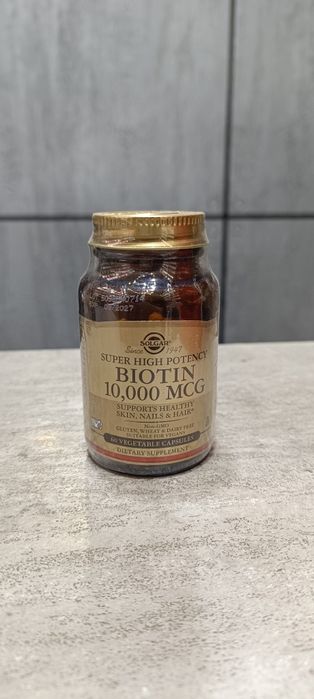 SOLGAR
Since 1947
SUPER HIGH POTENCY
BIOTIN
10,000 MCG
SUPPORTS HEALTHY
SKIN, NAILS & HAIR*
Non-GMO
GLUTEN, WHEAT & DAIRY FREE
SUITABLE FOR VEGANS
60 VEGETABLE CAPSULES
DIETARY SUPPLEMENT